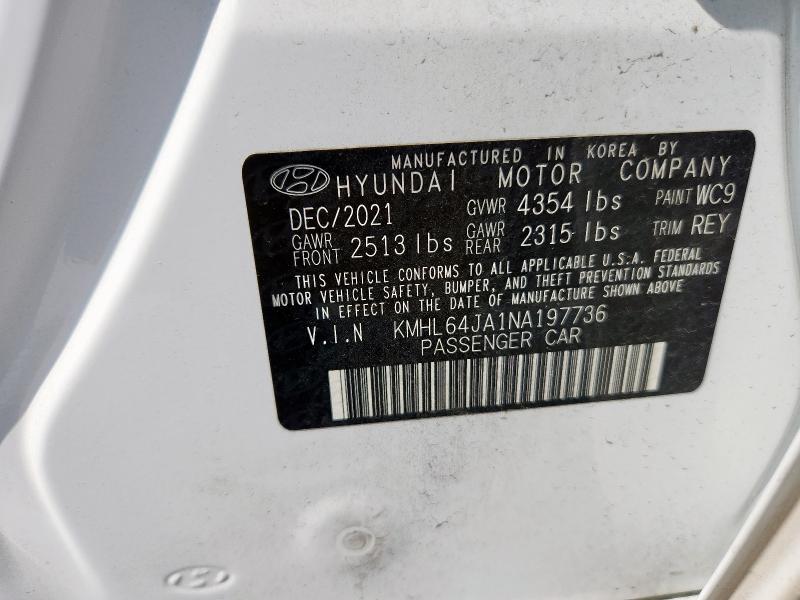 MANUFACTURED IN KOREA BY
HYUNDAI MOTOR COMPANY
DEC/2021 GVWR 4354 lbs PAINT WC9
GAWR FRONT 2513 lbs GAWR REAR 2315 lbs TRIM REY
THIS VEHICLE CONFORMS TO ALL APPLICABLE U.S.A. FEDERAL
MOTOR VEHICLE SAFETY, BUMPER, AND THEFT PREVENTION STANDARDS
IN EFFECT ON THE DATE OF MANUFACTURE SHOWN ABOVE
V.I.N KMHL64JA1NA197736
PASSENGER CAR